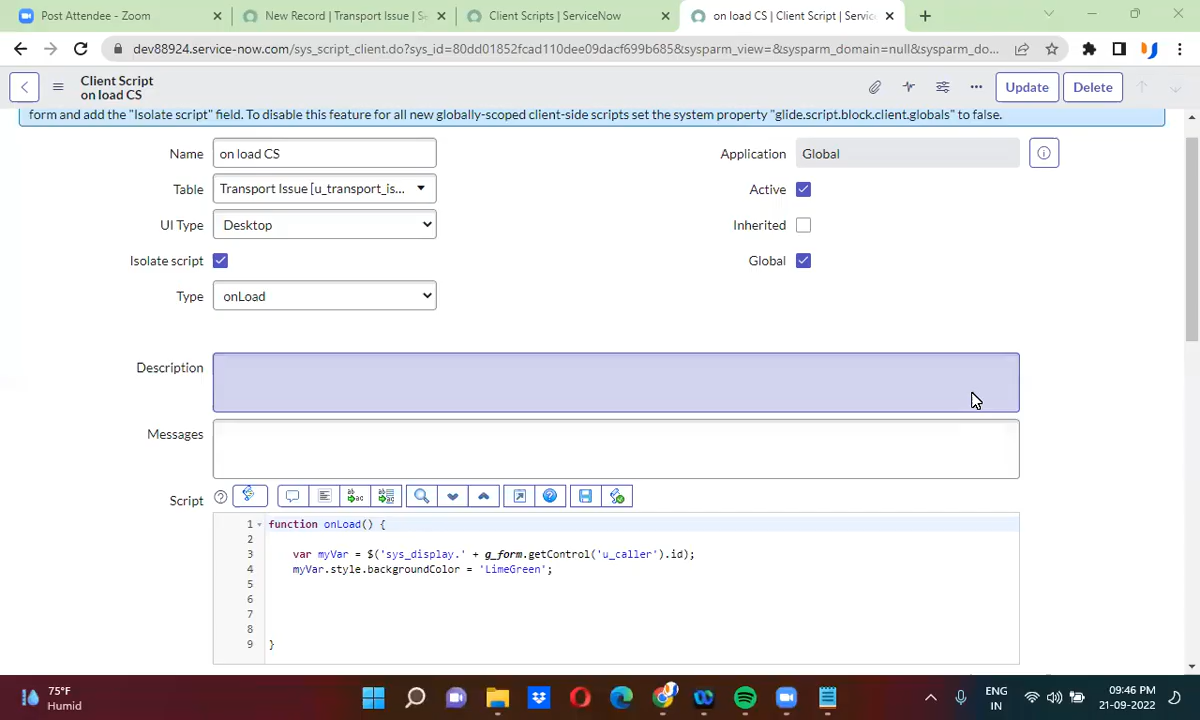 Post Attendee - Zoom
New Record | Transport Issue | Se
Client Scripts | ServiceNow
on load CS | Client Script | Servic
dev88924.service-now.com/sys_script_client.do?sys_id=80dd01852fcad110dee09dacf699b685&sysparm_view=&sysparm_domain=null&sysparm_do...
Client Script
on load CS
Update
Delete
form and add the "Isolate script" field. To disable this feature for all new globally-scoped client-side scripts set the system property "glide.script.block.client.globals" to false.
Name
on load CS
Application
Global
Table
Transport Issue [u_transport_is...
Active
UI Type
Desktop
Inherited
Isolate script
Global
Type
onLoad
Description
Messages
Script
1 function onLoad() {
2
3 var myVar = $('sys_display.' + g_form.getControl('u_caller').id);
4 myVar.style.backgroundColor = 'LimeGreen';
5
6
7
8
9 }
75°F
Humid
ENG
IN
09:46 PM
21-09-2022